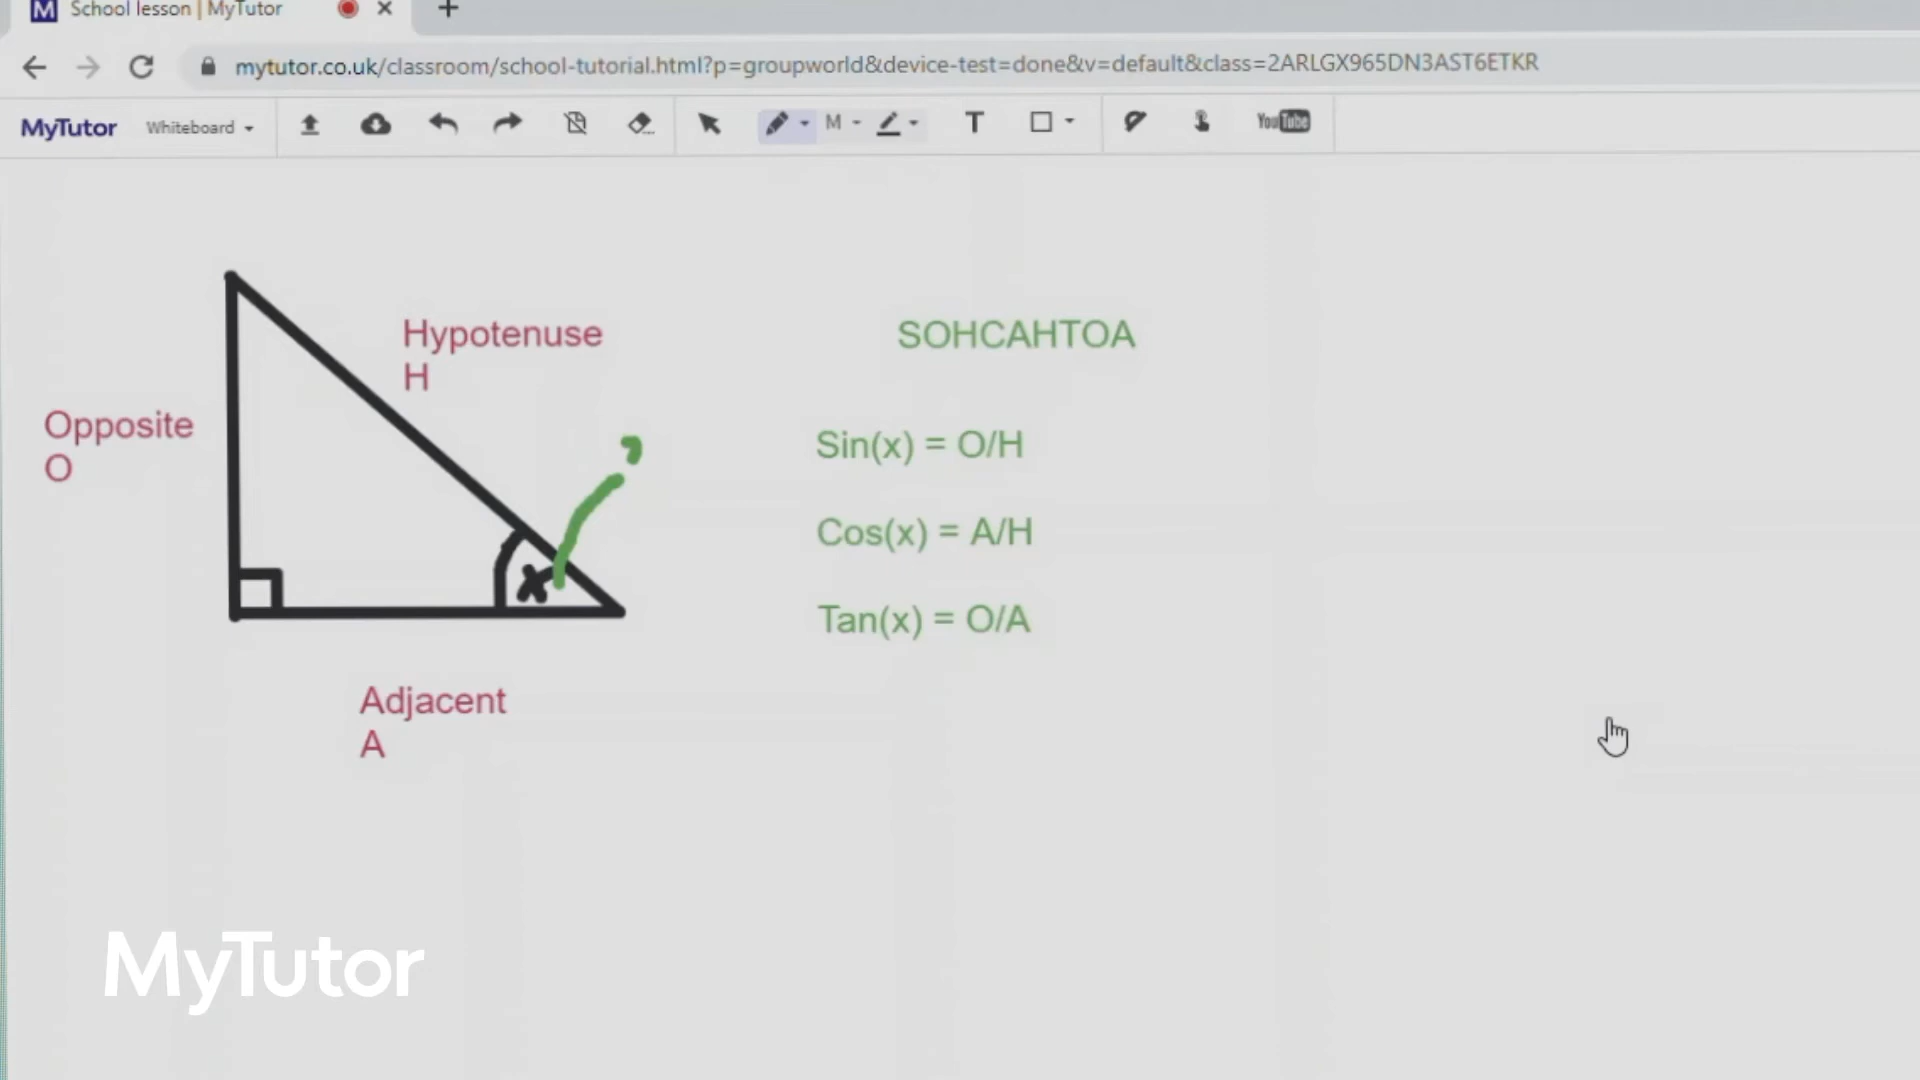 School lesson | MyTutor
mytutor.co.uk/classroom/school-tutorial.html?p=groupworld&device-test=done&v=default&class=2ARLGX965DN3AST6ETKR
MyTutor Whiteboard M T YouTube
Hypotenuse
H
SOHCAHTOA
Opposite
O
Sin(x) = O/H
Cos(x) = A/H
x
Tan(x) = O/A
Adjacent
A
MyTutor